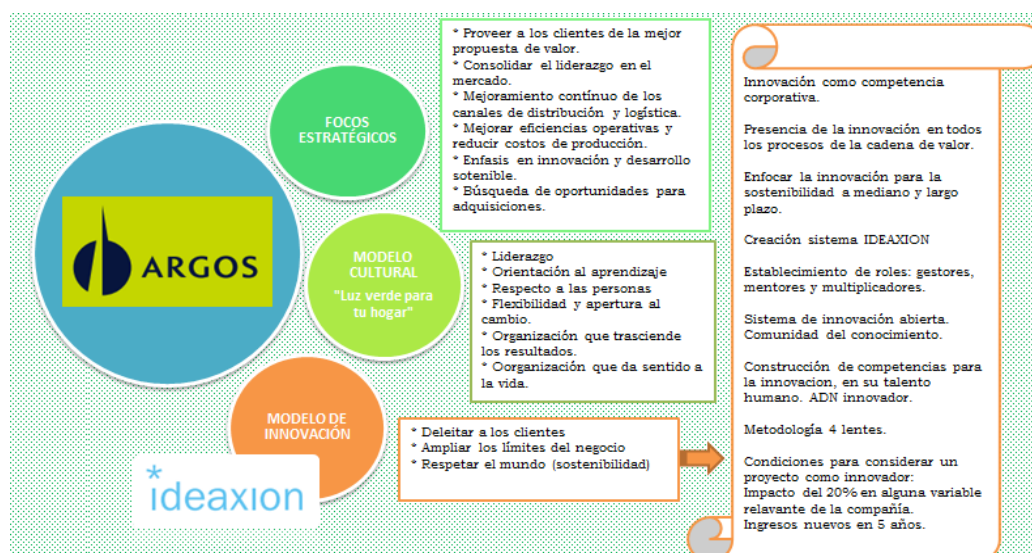 ARGOS
FOCOS
ESTRATÉGICOS
* Proveer a los clientes de la mejor
propuesta de valor.
* Consolidar el liderazgo en el
mercado.
* Mejoramiento contínuo de los
canales de distribución y logística.
* Mejorar eficiencias operativas y
reducir costos de producción.
* Enfasis en innovación y desarrollo
sotenible.
* Búsqueda de oportunidades para
adquisiciones.
MODELO
CULTURAL
"Luz verde para
tu hogar"
* Liderazgo
* Orientación al aprendizaje
* Respecto a las personas
* Flexibilidad y apertura al
cambio.
* Organización que trasciende
los resultados.
* Oorganización que da sentido a
la vida.
MODELO DE
INNOVACIÓN
*ideaxion
* Deleitar a los clientes
* Ampliar los límites del negocio
* Respetar el mundo (sostenibilidad)
Innovación como competencia
corporativa.
Presencia de la innovación en todos
los procesos de la cadena de valor.
Enfocar la innovación para la
sostenibilidad a mediano y largo
plazo.
Creación sistema IDEAXION
Establecimiento de roles: gestores,
mentores y multiplicadores.
Sistema de innovación abierta.
Comunidad del conocimiento.
Construcción de competencias para
la innovacion, en su talento
humano. ADN innovador.
Metodología 4 lentes.
Condiciones para considerar un
proyecto como innovador:
Impacto del 20% en alguna variable
relavante de la compañía.
Ingresos nuevos en 5 años.